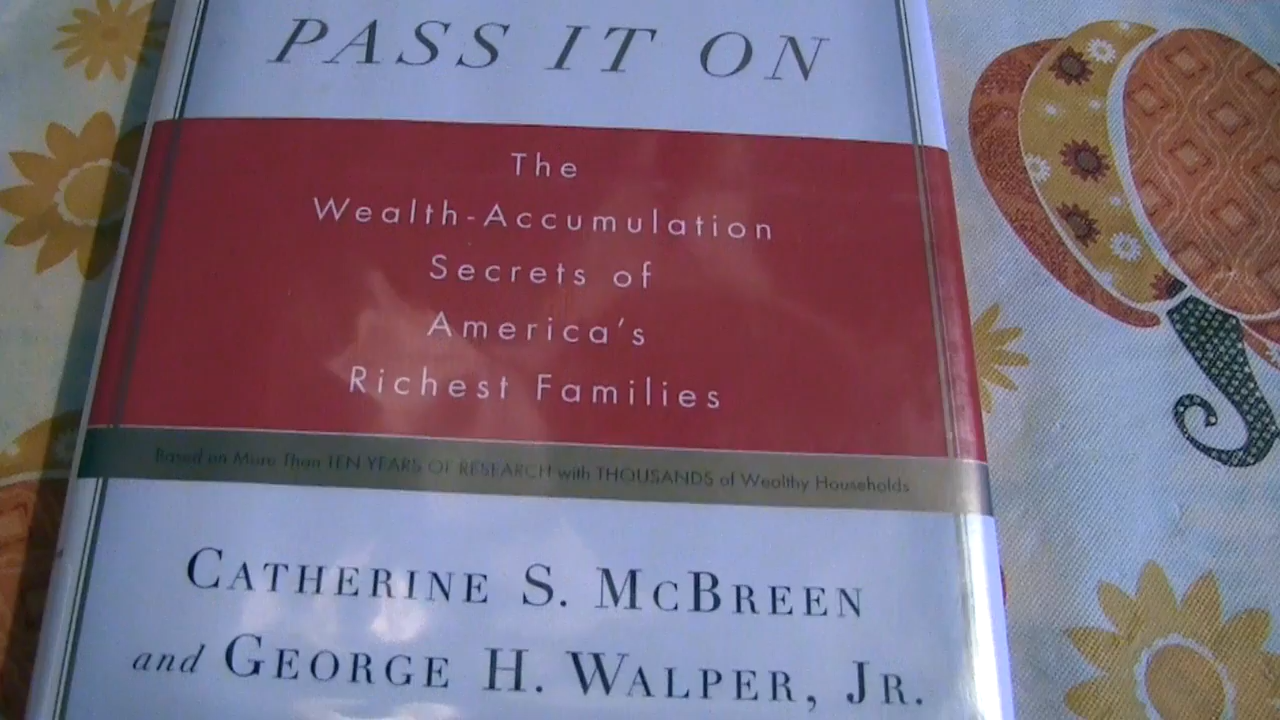 PASS IT ON
The
Wealth-Accumulation
Secrets of
America's
Richest Families
Based on More Than TEN YEARS OF RESEARCH with THOUSANDS of Wealthy Households
CATHERINE S. MCBREEN
and GEORGE H. WALPER, JR.